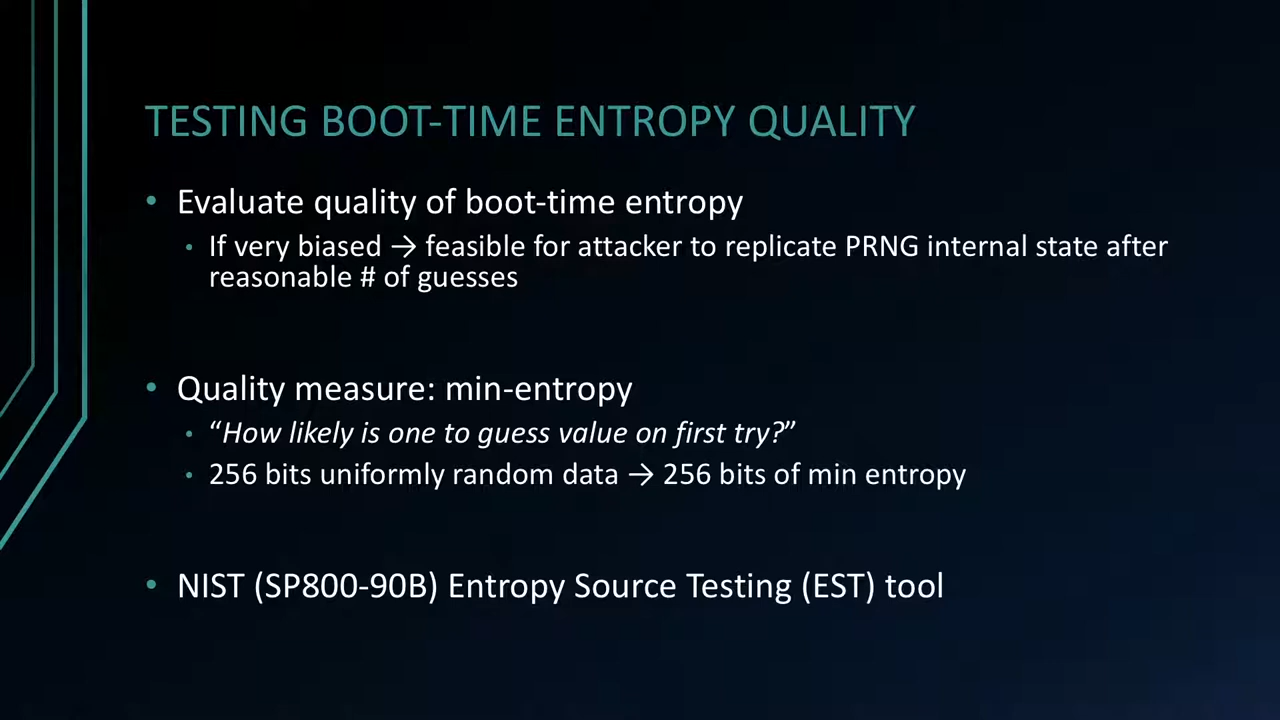 TESTING BOOT-TIME ENTROPY QUALITY
• Evaluate quality of boot-time entropy
• If very biased → feasible for attacker to replicate PRNG internal state after
reasonable # of guesses
• Quality measure: min-entropy
• “How likely is one to guess value on first try?”
• 256 bits uniformly random data → 256 bits of min entropy
• NIST (SP800-90B) Entropy Source Testing (EST) tool